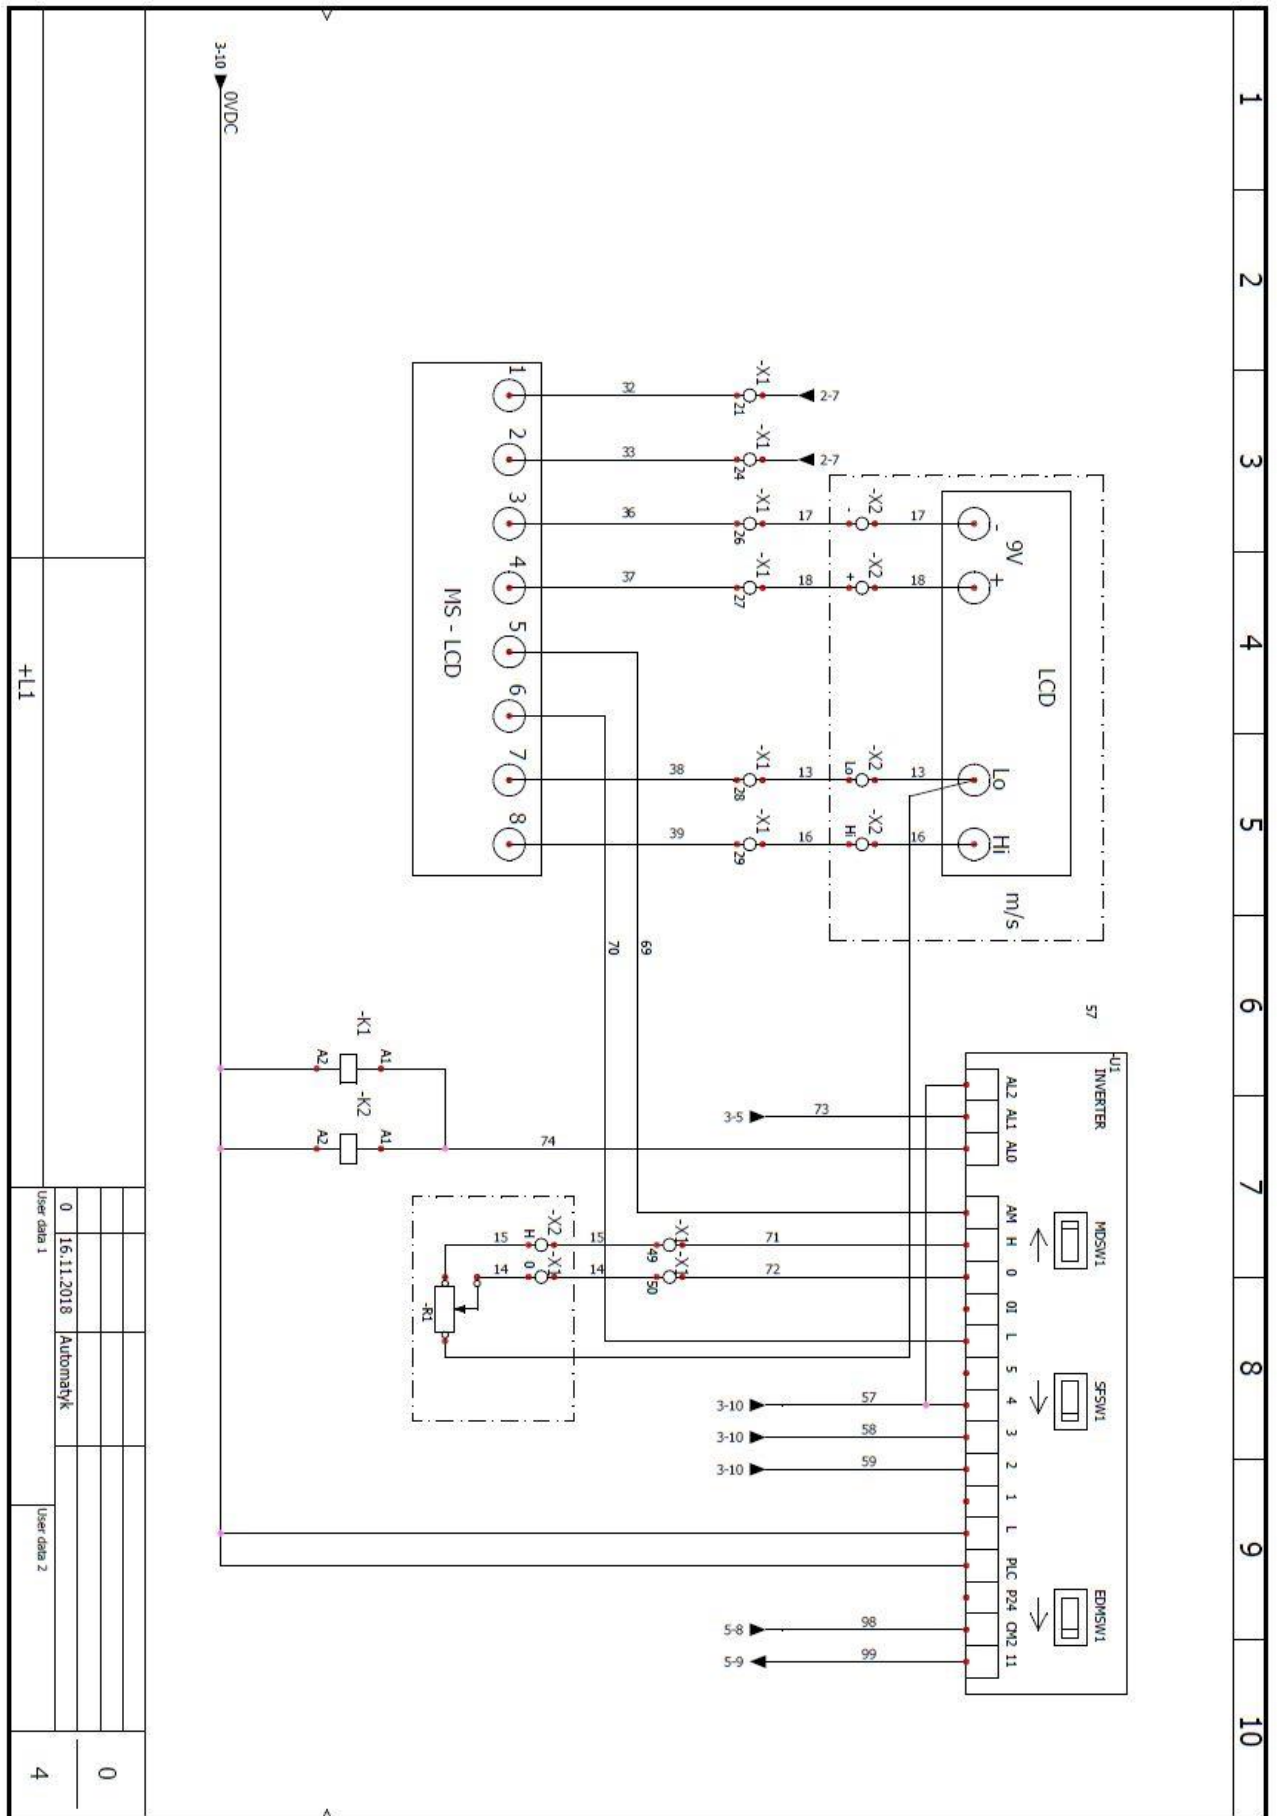 1 2 3 4 5 6 7 8 9 10
57
-U1
INVERTER
MDSW1 SFSW1 EDMSW1
AL2 AL1 AL0 AM H O OI L 5 4 3 2 1 L PLC P24 CM2 11
LCD
9V
- + Lo Hi
m/s
17 18 13 16
-X2 -X2 -X2 -X2
- + Lo Hi
17 18 13 16
2-7 2-7
-X1 -X1 -X1 -X1 -X1 -X1
21 24 26 27 28 29
32 33 36 37 38 39
1 2 3 4 5 6 7 8
MS - LCD
69
70
73
3-5
74
71
72
-X1 -X1
49 50
15 14
-X2 -X1
H 0
15 14
-R1
57 58 59
3-10 3-10 3-10
98 99
5-8 5-9
-K1 -K2
A1 A1
A2 A2
3-10
0VDC
0 16.11.2018 Automatyk
User data 1
User data 2
+L1
0
4